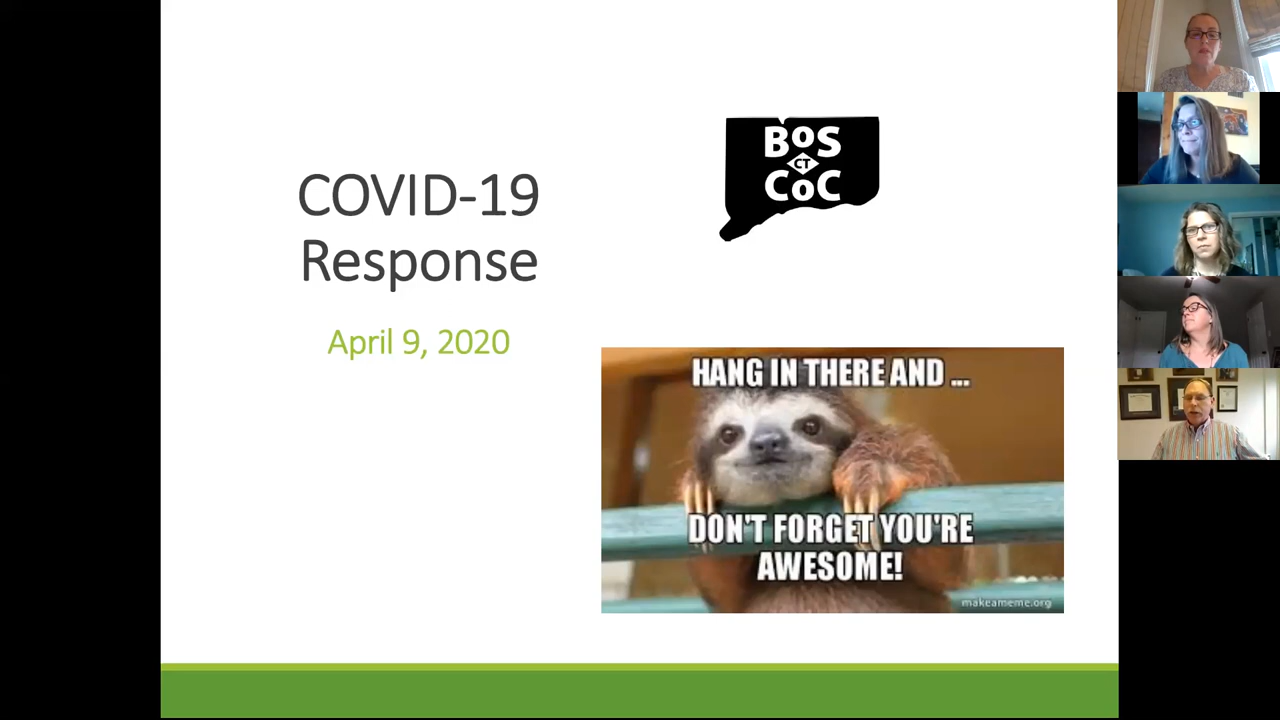 COVID-19
Response
April 9, 2020
BOS
CT
COC
HANG IN THERE AND ...
DON'T FORGET YOU'RE
AWESOME!
makeameme.org